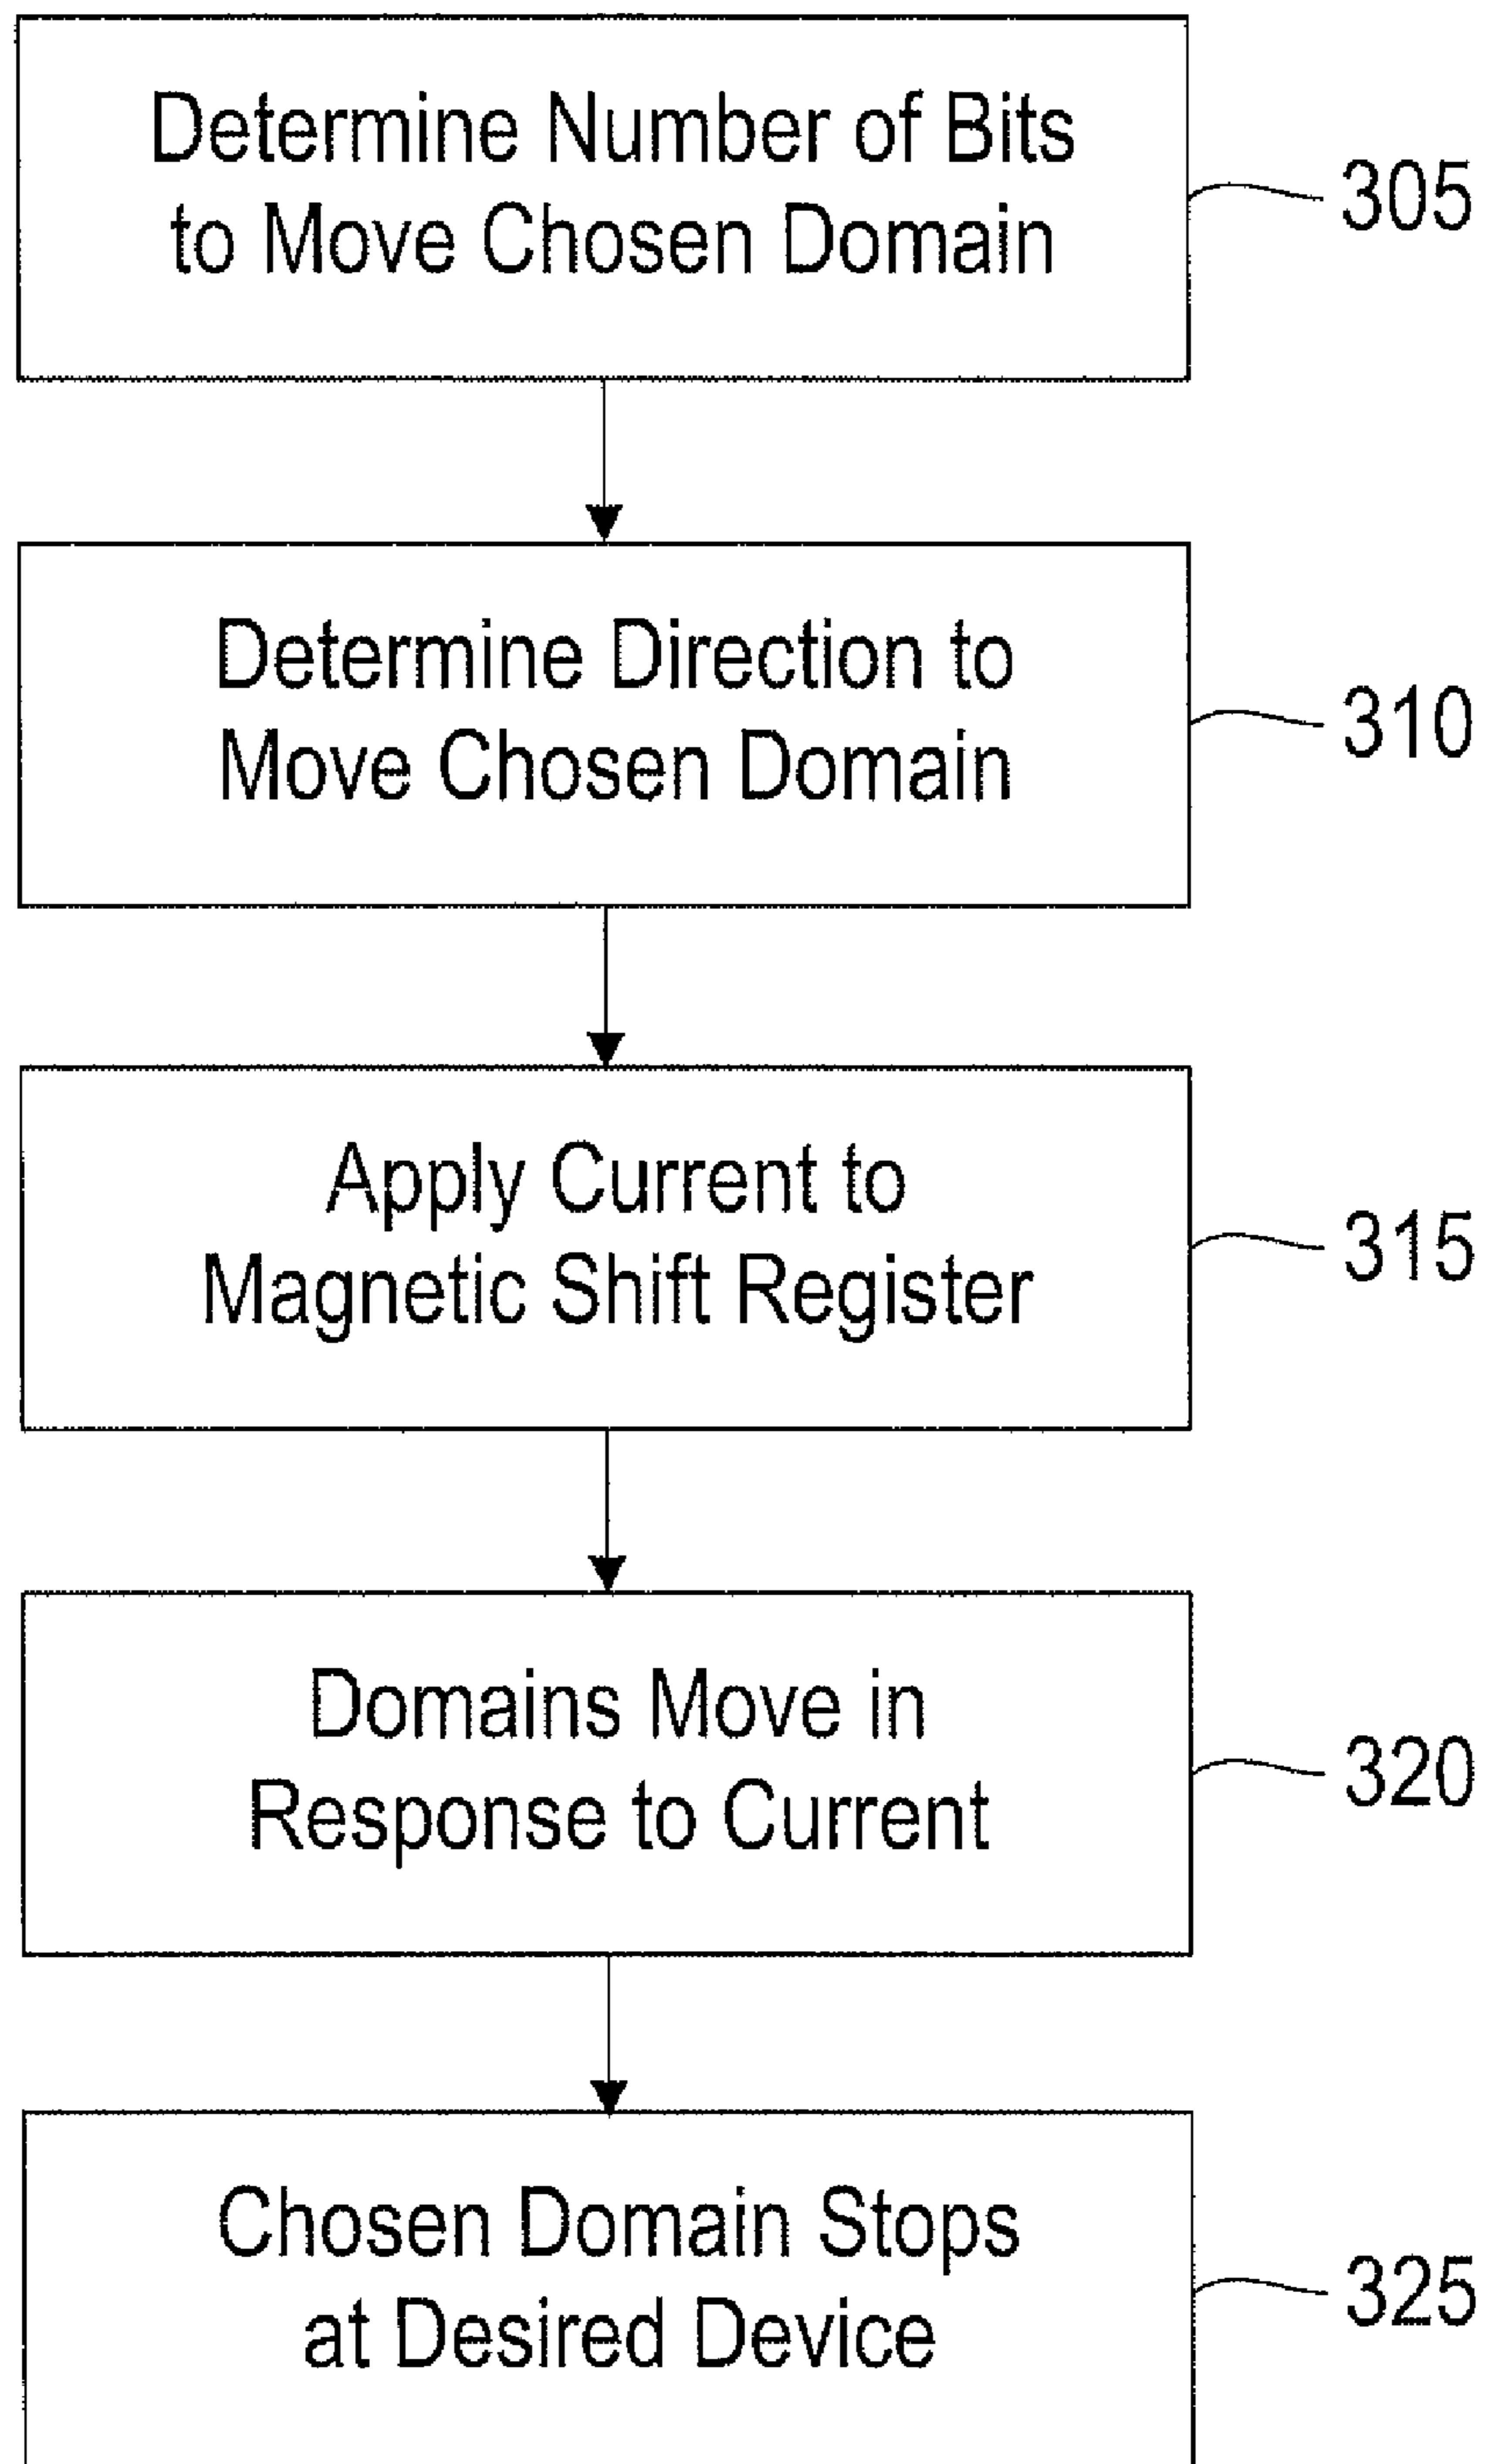 Determine Number of Bits
to Move Chosen Domain
305
Determine Direction to
Move Chosen Domain
310
Apply Current to
Magnetic Shift Register
315
Domains Move in
Response to Current
320
Chosen Domain Stops
at Desired Device
325